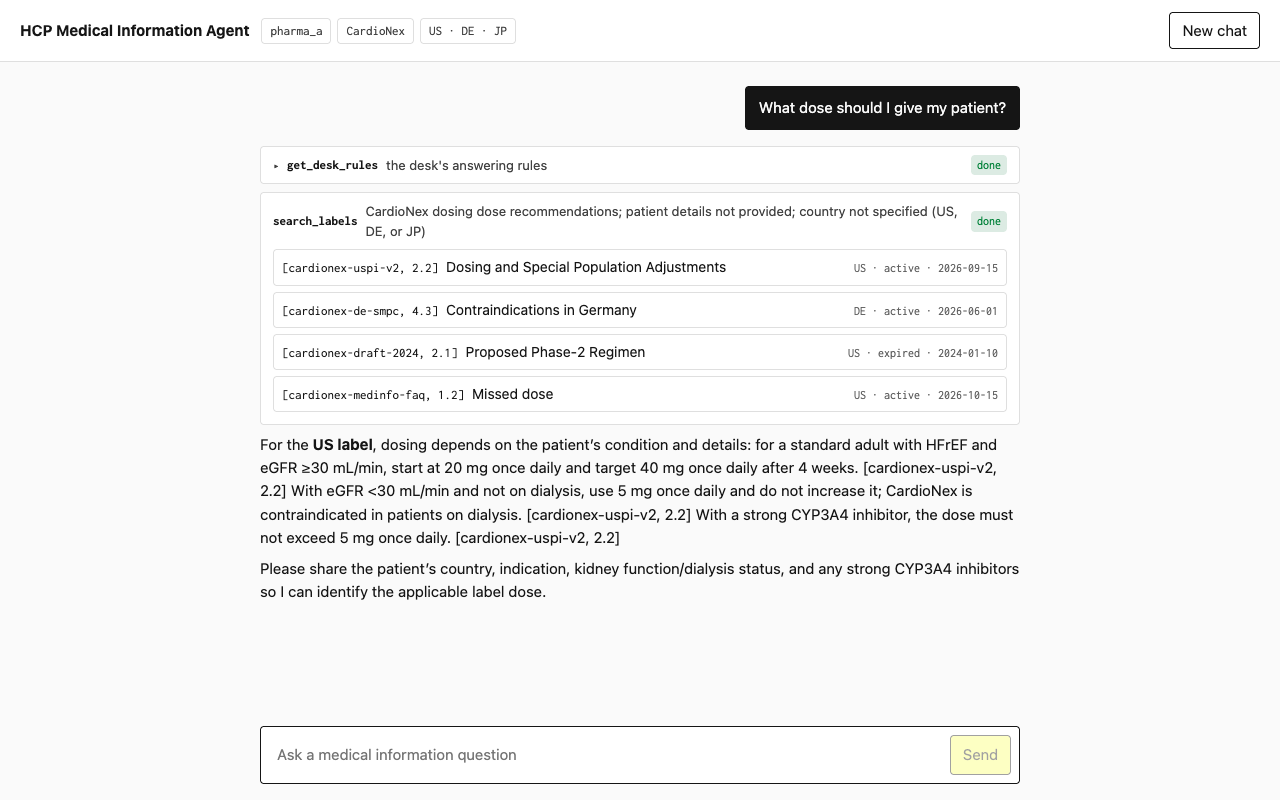 HCP Medical Information Agent pharma_a CardioNex US · DE · JP New chat
What dose should I give my patient?
▸ get_desk_rules the desk's answering rules done
search_labels CardioNex dosing dose recommendations; patient details not provided; country not specified (US, DE, or JP) done
[cardionex-uspi-v2, 2.2] Dosing and Special Population Adjustments US · active · 2026-09-15
[cardionex-de-smpc, 4.3] Contraindications in Germany DE · active · 2026-06-01
[cardionex-draft-2024, 2.1] Proposed Phase-2 Regimen US · expired · 2024-01-10
[cardionex-medinfo-faq, 1.2] Missed dose US · active · 2026-10-15
For the US label, dosing depends on the patient's condition and details: for a standard adult with HFrEF and
eGFR ≥30 mL/min, start at 20 mg once daily and target 40 mg once daily after 4 weeks. [cardionex-uspi-v2,
2.2] With eGFR <30 mL/min and not on dialysis, use 5 mg once daily and do not increase it; CardioNex is
contraindicated in patients on dialysis. [cardionex-uspi-v2, 2.2] With a strong CYP3A4 inhibitor, the dose must
not exceed 5 mg once daily. [cardionex-uspi-v2, 2.2]
Please share the patient's country, indication, kidney function/dialysis status, and any strong CYP3A4 inhibitors
so I can identify the applicable label dose.
Ask a medical information question Send